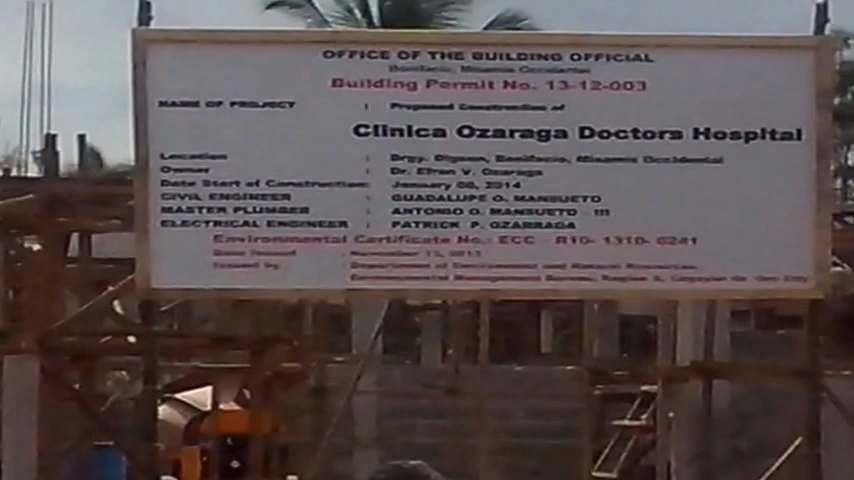 OFFICE OF THE BUILDING OFFICIAL
Bonifacio, Misamis Occidental
Building Permit No. 13-12-003
NAME OF PROJECT : Proposed Construction of
Clinica Ozaraga Doctors Hospital
Location : Brgy. Digson, Bonifacio, Misamis Occidental
Owner : Dr. Efren V. Ozaraga
Date Start of Construction: January 08, 2014
CIVIL ENGINEER : GUADALUPE O. MANSUETO
MASTER PLUMBER : ANTONIO O. MANSUETO III
ELECTRICAL ENGINEER : PATRICK P. OZARRAGA
Environmental Certificate No.: ECC - R10- 1310- 0241
Date Issued : November 13, 2013
Issued by. : Department of Environment and Natural Resources.
Environmental Management Bureau, Region X, Cagayan De Oro City